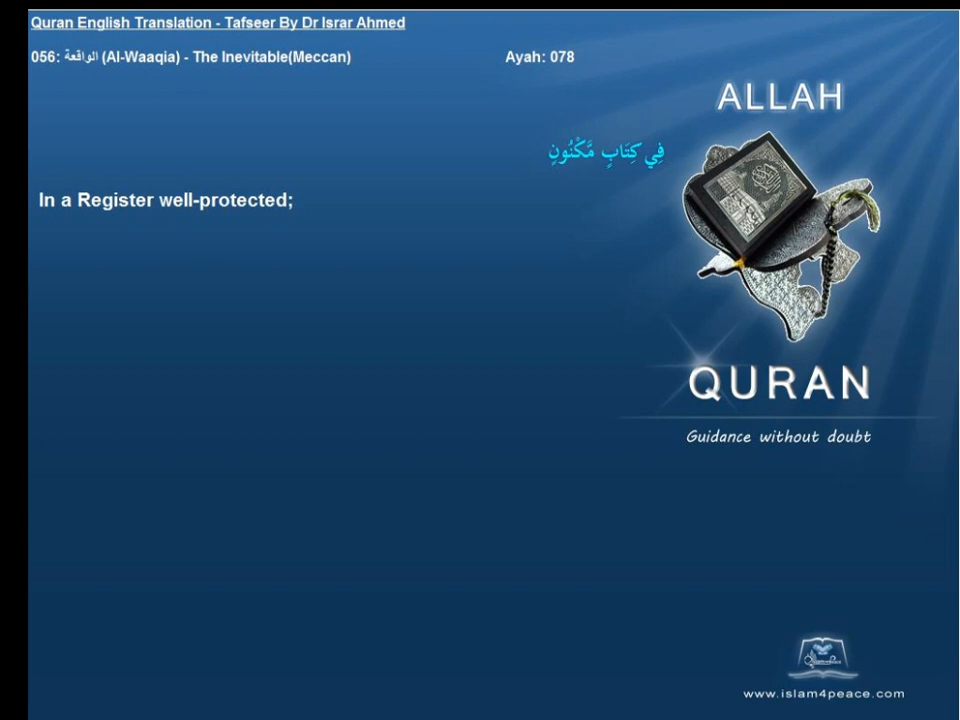 Quran English Translation - Tafseer By Dr Israr Ahmed
056: الواقعة (Al-Waaqia) - The Inevitable(Meccan) Ayah: 078
ALLAH
فِي كِتَابٍ مَّكْنُونٍ
In a Register well-protected;
QURAN
Guidance without doubt
www.islam4peace.com